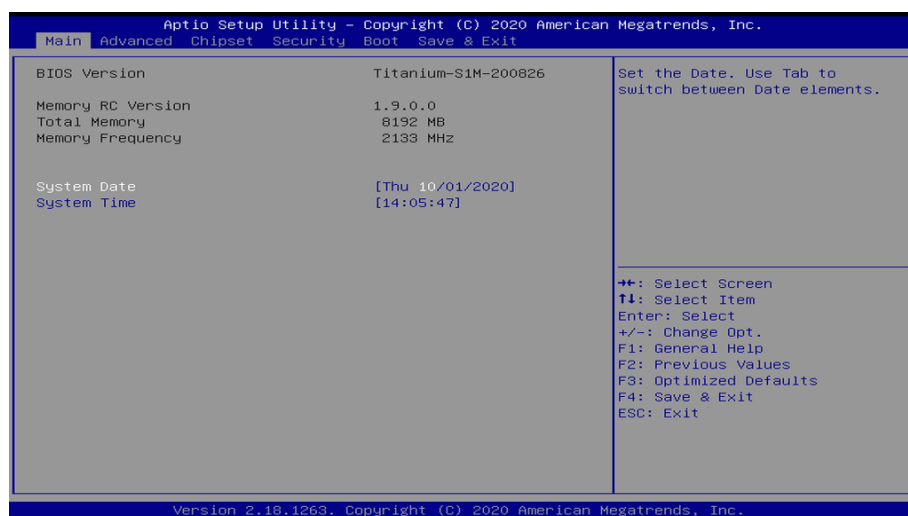 Aptio Setup Utility – Copyright (C) 2020 American Megatrends, Inc.
Main Advanced Chipset Security Boot Save & Exit
BIOS Version Titanium-S1M-200826
Memory RC Version 1.9.0.0
Total Memory 8192 MB
Memory Frequency 2133 MHz
System Date [Thu 10/01/2020]
System Time [14:05:47]
Set the Date. Use Tab to
switch between Date elements.
→←: Select Screen
↑↓: Select Item
Enter: Select
+/-: Change Opt.
F1: General Help
F2: Previous Values
F3: Optimized Defaults
F4: Save & Exit
ESC: Exit
Version 2.18.1263. Copyright (C) 2020 American Megatrends, Inc.